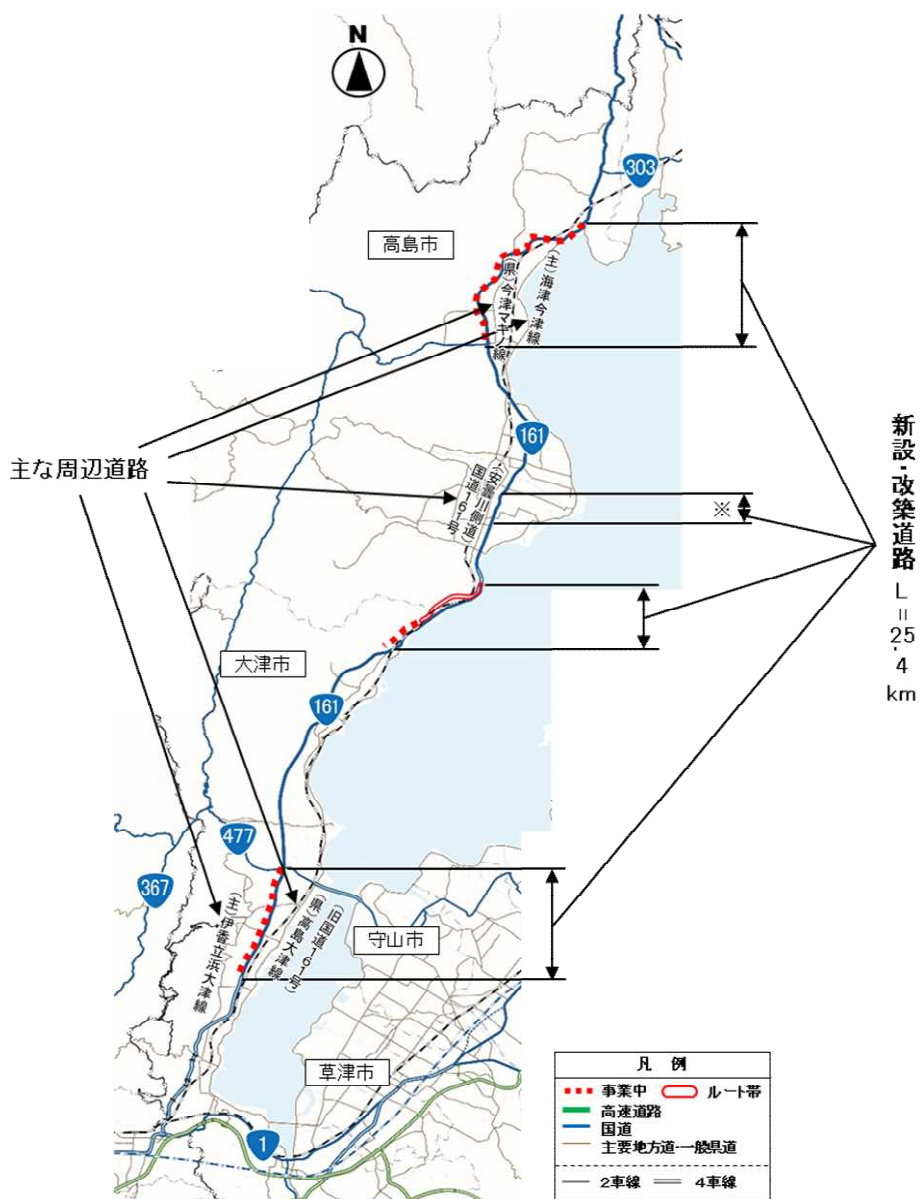 N
303
高島市
(主)海津今津線
(県)今津マキノ線
161
主な周辺道路
(安曇川側道)
国道161号
※
新設・改築道路 L=25.4km
大津市
161
477
367
(主)伊香立浜大津線
(旧国道161号)
(県)高島大津線
守山市
草津市
1
凡 例
事業中 ルート帯
高速道路
国道
主要地方道・一般県道
2車線 4車線